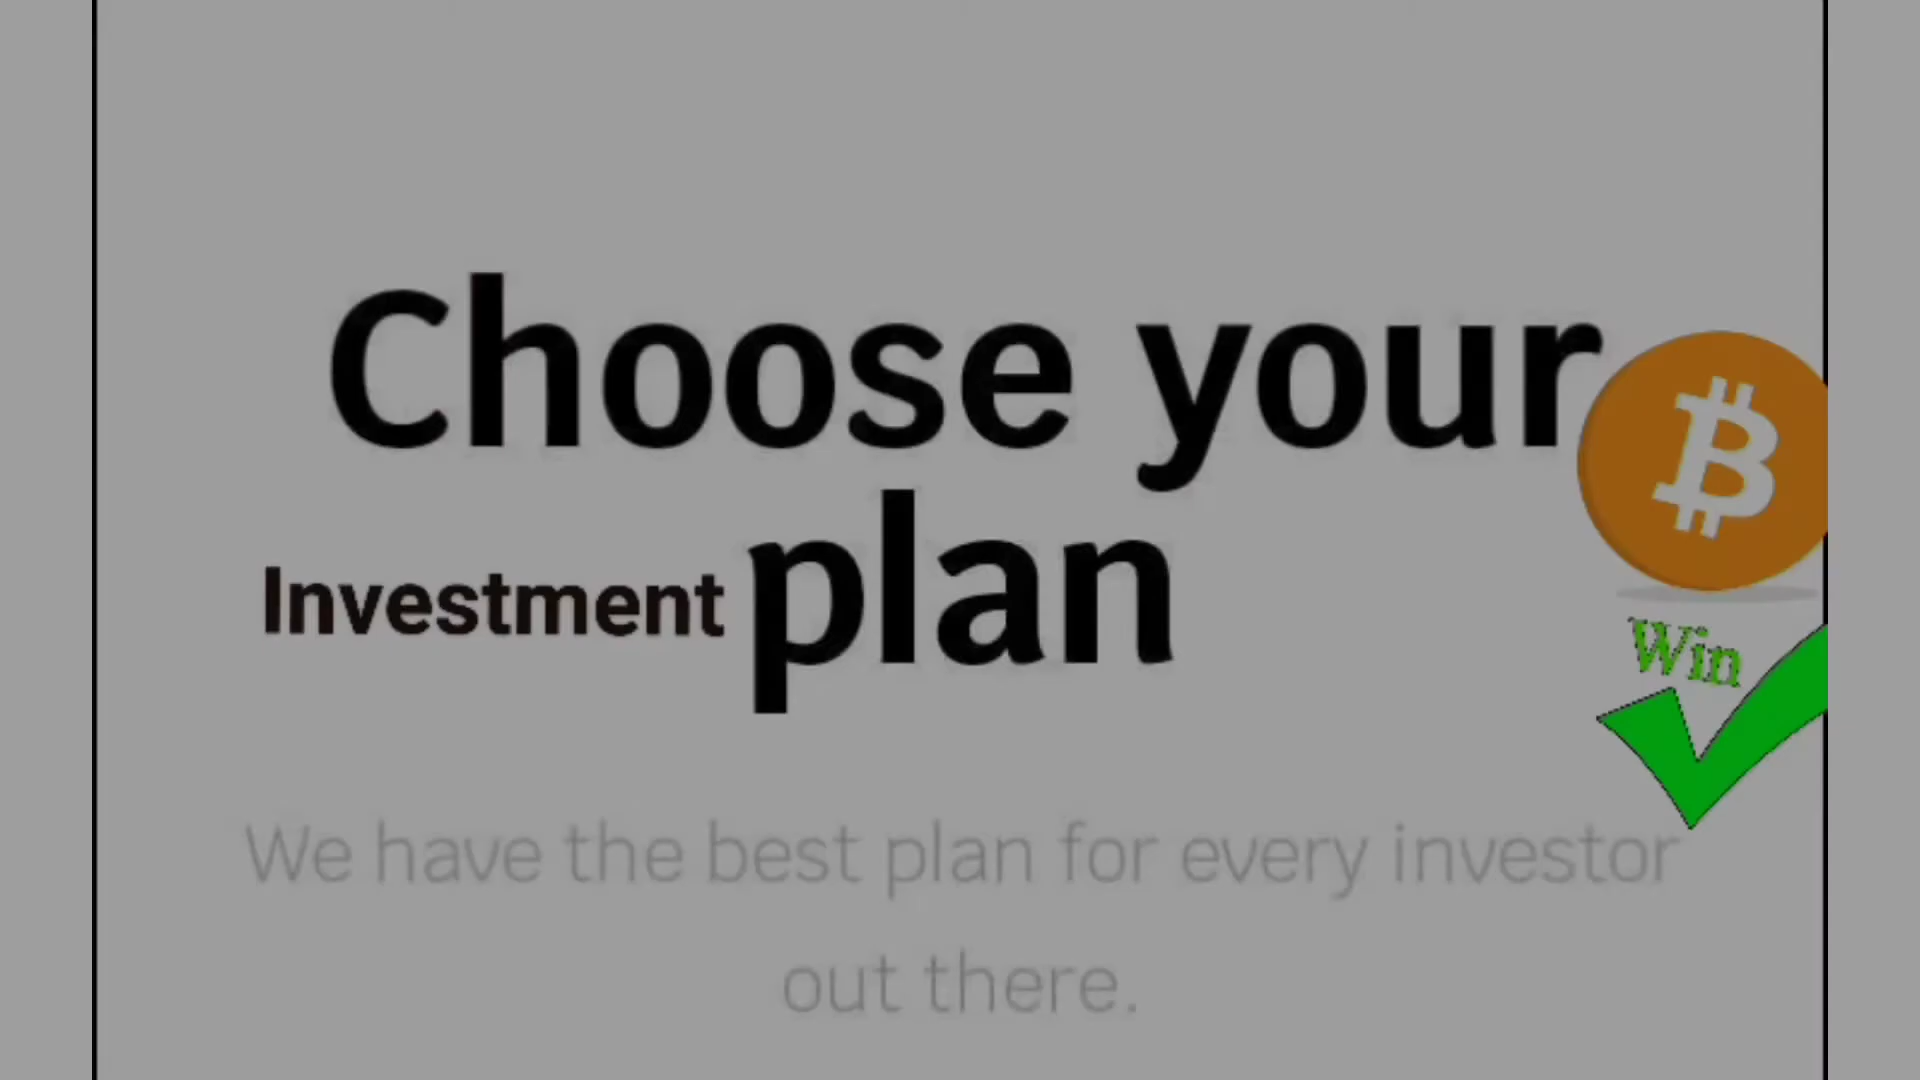 Choose your
Investment plan
Win
We have the best plan for every investor
out there.